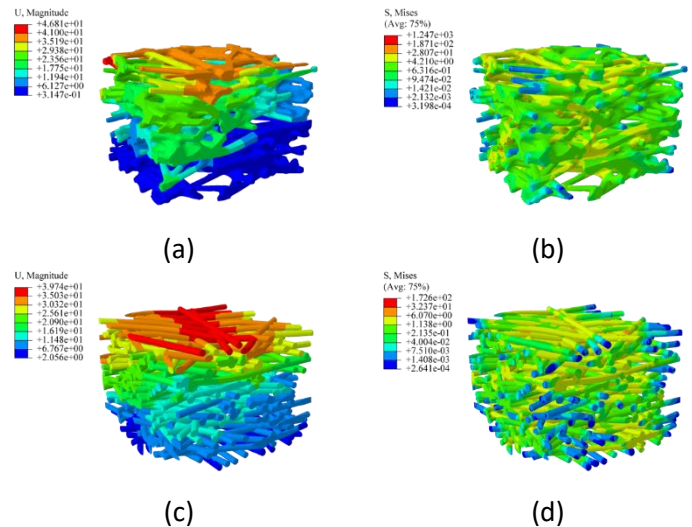 U, Magnitude
+4.681e+01
+4.100e+01
+3.519e+01
+2.938e+01
+2.356e+01
+1.775e+01
+1.194e+01
+6.127e+00
+3.147e-01
S, Mises
(Avg: 75%)
+1.247e+03
+1.871e+02
+2.807e+01
+4.210e+00
+6.316e-01
+9.474e-02
+1.421e-02
+2.132e-03
+3.198e-04
(a)
(b)
U, Magnitude
+3.974e+01
+3.503e+01
+3.032e+01
+2.561e+01
+2.090e+01
+1.619e+01
+1.148e+01
+6.767e+00
+2.056e+00
S, Mises
(Avg: 75%)
+1.726e+02
+3.237e+01
+6.070e+00
+1.138e+00
+2.135e-01
+4.004e-02
+7.510e-03
+1.408e-03
+2.641e-04
(c)
(d)